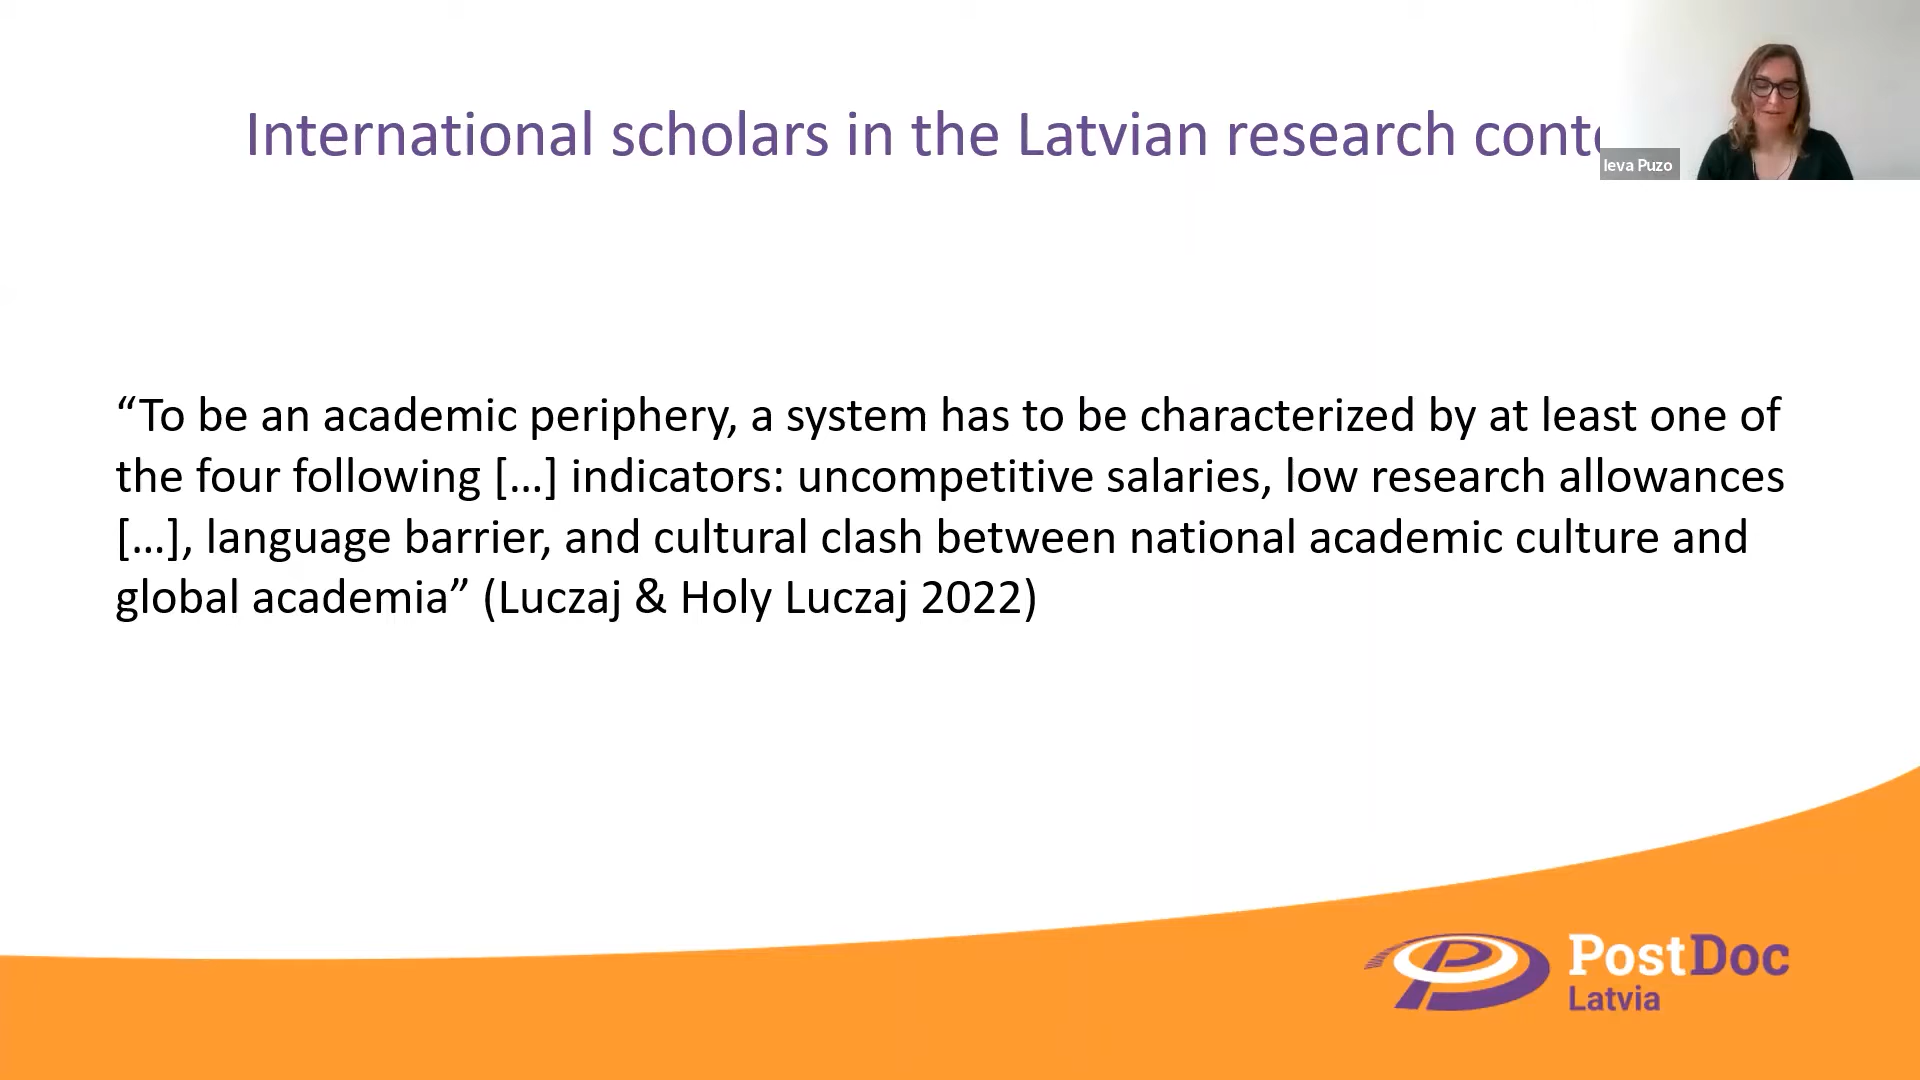 International scholars in the Latvian research conte
Ieva Puzo
“To be an academic periphery, a system has to be characterized by at least one of
the four following [...] indicators: uncompetitive salaries, low research allowances
[...], language barrier, and cultural clash between national academic culture and
global academia” (Luczaj & Holy Luczaj 2022)
PostDoc
Latvia